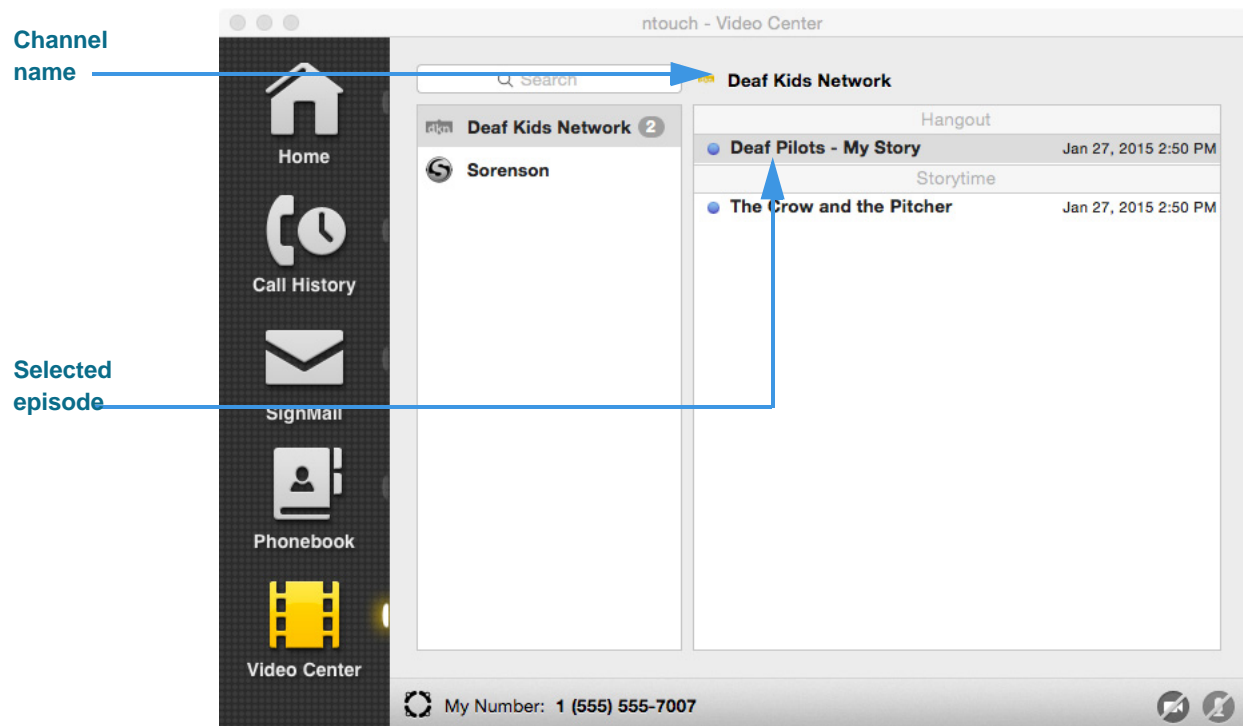 ntouch - Video Center
Channel
name
Search
Deaf Kids Network
dkn Deaf Kids Network 2
Sorenson
Hangout
Deaf Pilots - My Story Jan 27, 2015 2:50 PM
Storytime
The Crow and the Pitcher Jan 27, 2015 2:50 PM
Home
Call History
Selected
episode
SignMail
Phonebook
Video Center
My Number: 1 (555) 555-7007